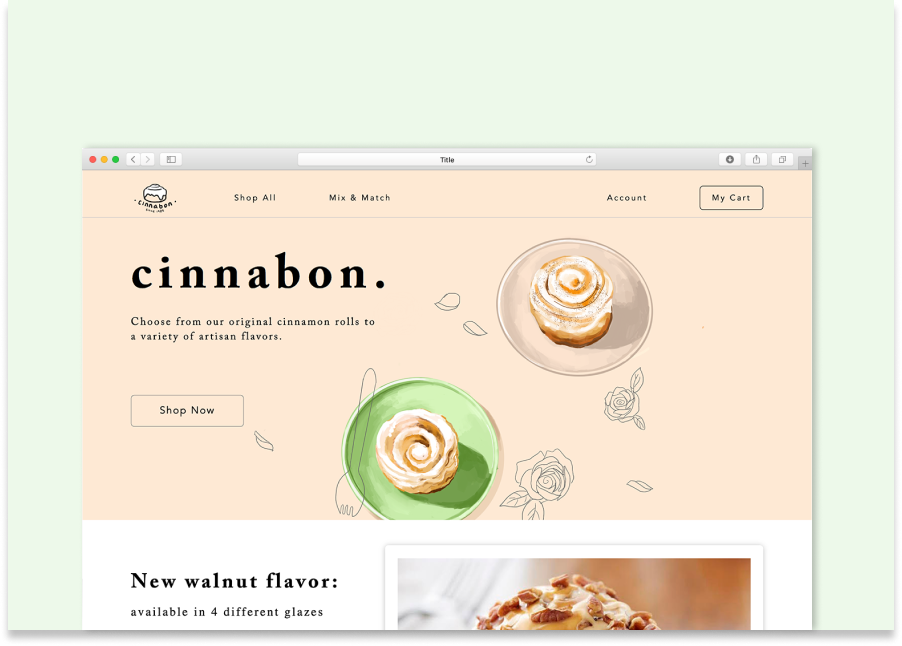 Title
cinnabon
Shop All
Mix & Match
Account
My Cart
cinnabon.
Choose from our original cinnamon rolls to
a variety of artisan flavors.
Shop Now
New walnut flavor:
available in 4 different glazes